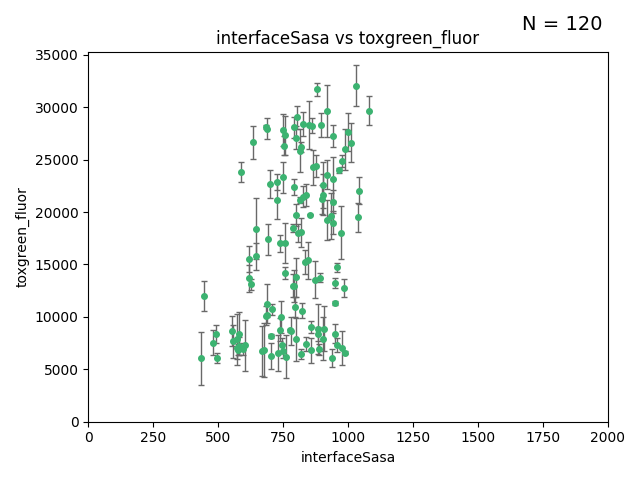 N = 120
interfaceSasa vs toxgreen_fluor
35000
30000
25000
20000
15000
10000
5000
0
toxgreen_fluor
0 250 500 750 1000 1250 1500 1750 2000
interfaceSasa